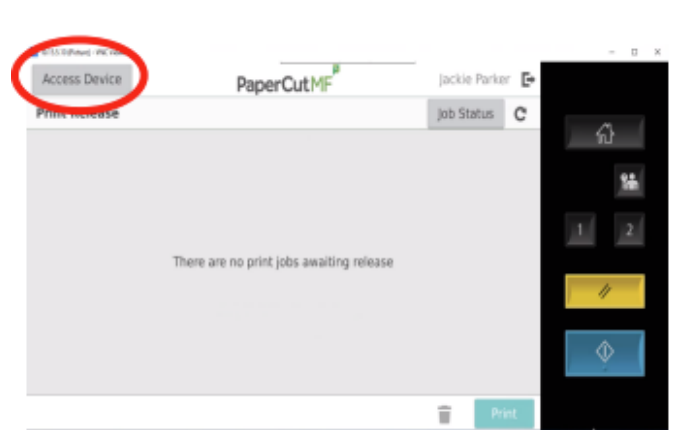 Access Device
PaperCutMF
Jackie Parker
Print Release
Job Status
1
2
There are no print jobs awaiting release
Print